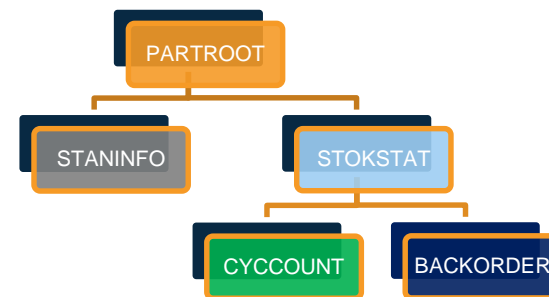 PARTROOT
STANINFO
STOKSTAT
CYCCOUNT
BACKORDER